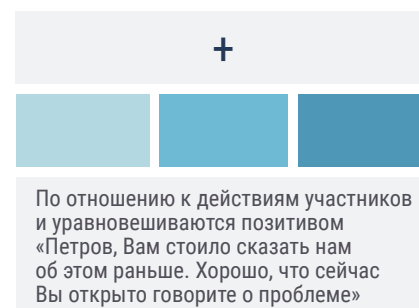 +
По отношению к действиям участников
и уравновешиваются позитивом
«Петров, Вам стоило сказать нам
об этом раньше. Хорошо, что сейчас
Вы открыто говорите о проблеме»